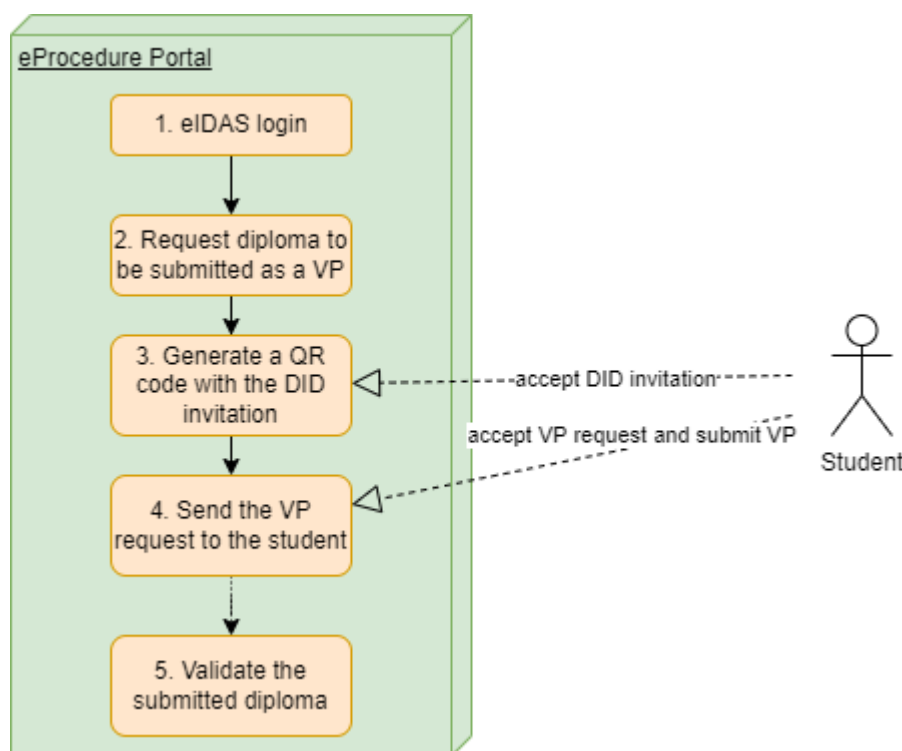 eProcedure Portal
1. eIDAS login
2. Request diploma to
be submitted as a VP
3. Generate a QR
code with the DID
invitation
accept DID invitation
accept VP request and submit VP
Student
4. Send the VP
request to the student
5. Validate the
submitted diploma